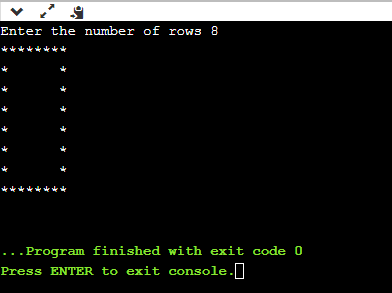 Enter the number of rows 8
********
*      *
*      *
*      *
*      *
*      *
*      *
********
...Program finished with exit code 0
Press ENTER to exit console.